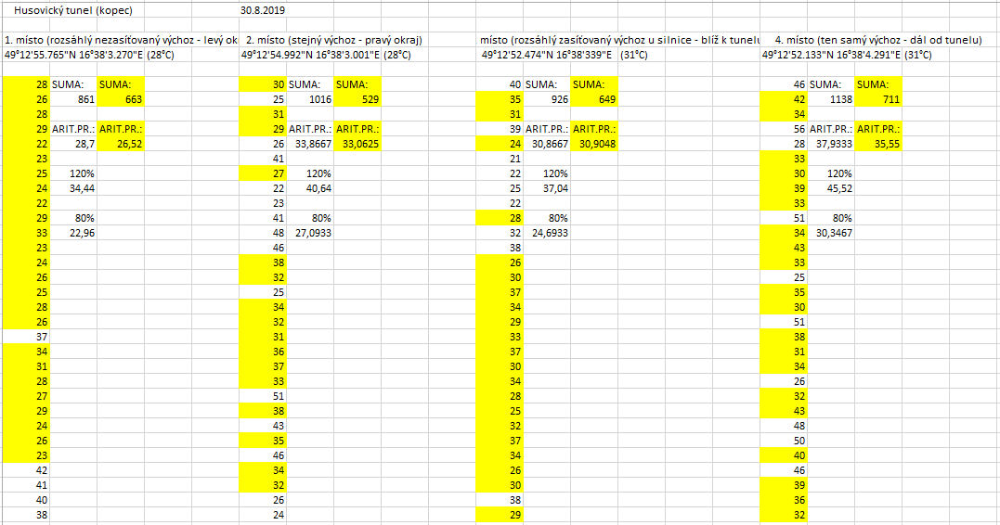 Husovický tunel (kopec) 30.8.2019
1. místo (rozsáhlý nezasíťovaný výchoz - levý ok 2. místo (stejný výchoz - pravý okraj) místo (rozsáhlý zasíťovaný výchoz u silnice - blíž k tunelu 4. místo (ten samý výchoz - dál od tunelu)
49°12'55.765"N 16°38'3.270"E (28°C) 49°12'54.992"N 16°38'3.001"E (28°C) 49°12'52.474"N 16°38'339"E (31°C) 49°12'52.133"N 16°38'4.291"E (31°C)
28 SUMA: SUMA: 30 SUMA: SUMA: 40 SUMA: SUMA: 46 SUMA: SUMA:
26 861 663 25 1016 529 35 926 649 42 1138 711
28 31 31 34
29 ARIT.PR.: ARIT.PR.: 29 ARIT.PR.: ARIT.PR.: 39 ARIT.PR.: ARIT.PR.: 56 ARIT.PR.: ARIT.PR.:
22 28,7 26,52 26 33,8667 33,0625 24 30,8667 30,9048 28 37,9333 35,55
23 41 21 33
25 120% 27 120% 22 120% 30 120%
24 34,44 22 40,64 25 37,04 39 45,52
22 23 22 33
29 80% 41 80% 28 80% 51 80%
33 22,96 48 27,0933 32 24,6933 34 30,3467
23 46 38 43
24 38 26 33
26 32 30 25
25 25 37 35
28 34 34 30
26 32 29 51
37 31 33 38
34 36 37 31
31 37 30 34
28 33 34 26
27 51 28 32
29 38 25 43
24 43 32 48
26 35 37 50
23 46 34 40
42 34 26 46
41 32 30 39
40 26 38 36
38 24 29 32